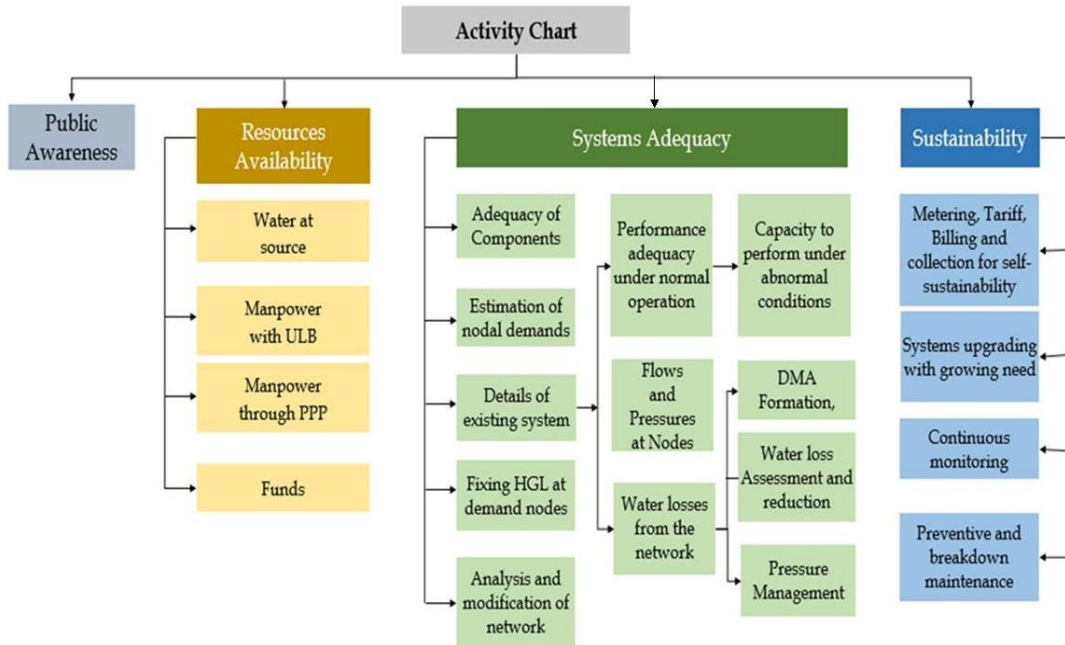 Activity Chart
Public
Awareness
Resources
Availability
Systems Adequacy
Sustainability
Water at
source
Manpower
with ULB
Manpower
through PPP
Funds
Adequacy of
Components
Estimation of
nodal demands
Details of
existing system
Fixing HGL at
demand nodes
Analysis and
modification of
network
Performance
adequacy
under normal
operation
Flows
and
Pressures
at Nodes
Water losses
from the
network
Capacity to
perform under
abnormal
conditions
DMA
Formation,
Water loss
Assessment and
reduction
Pressure
Management
Metering, Tariff,
Billing and
collection for self-
sustainability
Systems upgrading
with growing need
Continuous
monitoring
Preventive and
breakdown
maintenance